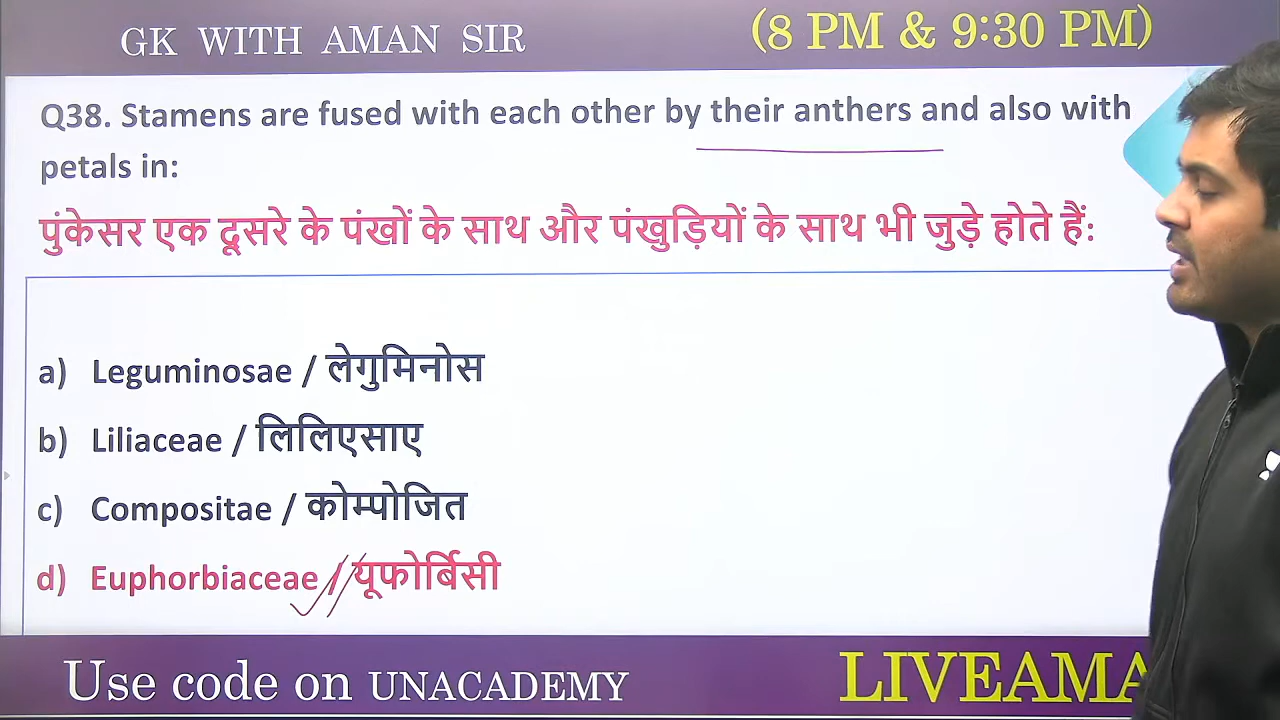 GK WITH AMAN SIR
(8 PM & 9:30 PM)
Q38. Stamens are fused with each other by their anthers and also with
petals in:
पुंकेसर एक दूसरे के पंखों के साथ और पंखुड़ियों के साथ भी जुड़े होते हैं:
a) Leguminosae / लेगुमिनोस
b) Liliaceae / लिलिएसाए
c) Compositae / कोम्पोजित
d) Euphorbiaceae / यूफोर्बिसी
Use code on UNACADEMY
LIVEAMA